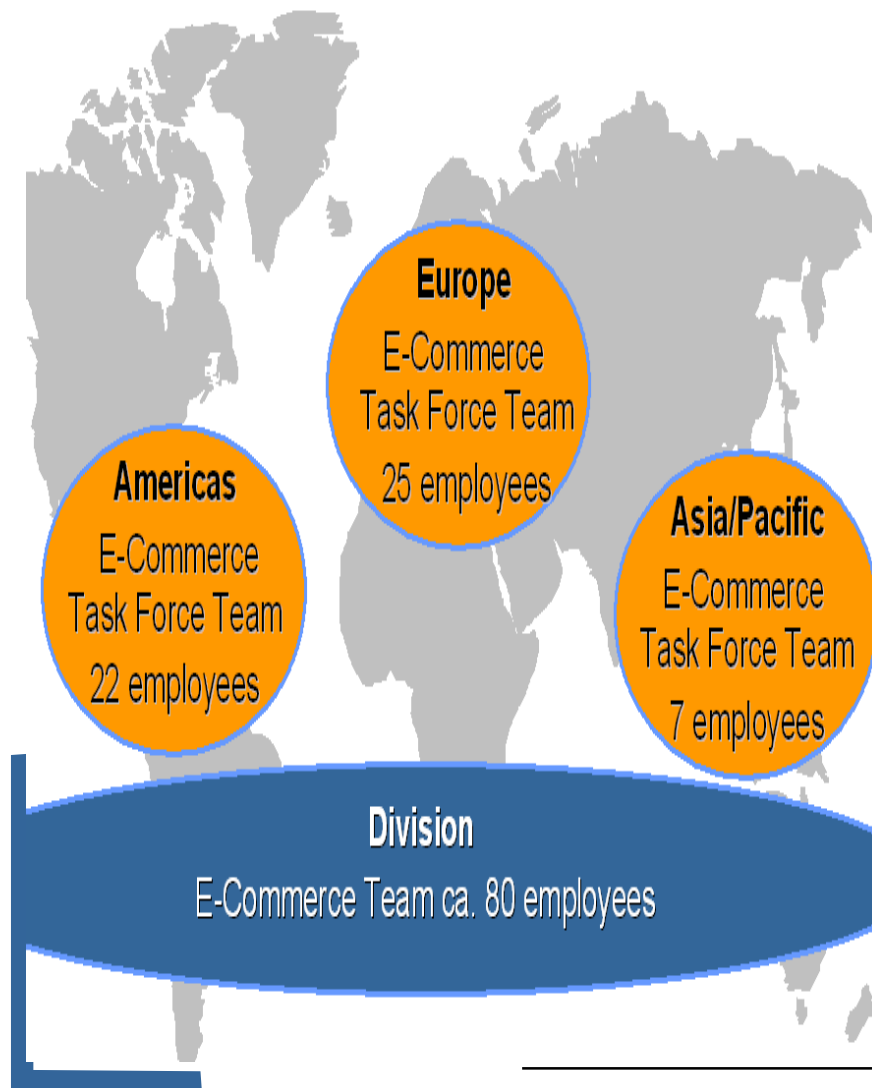 Europe
E-Commerce
Task Force Team
25 employees
Americas
E-Commerce
Task Force Team
22 employees
Asia/Pacific
E-Commerce
Task Force Team
7 employees
Division
E-Commerce Team ca. 80 employees